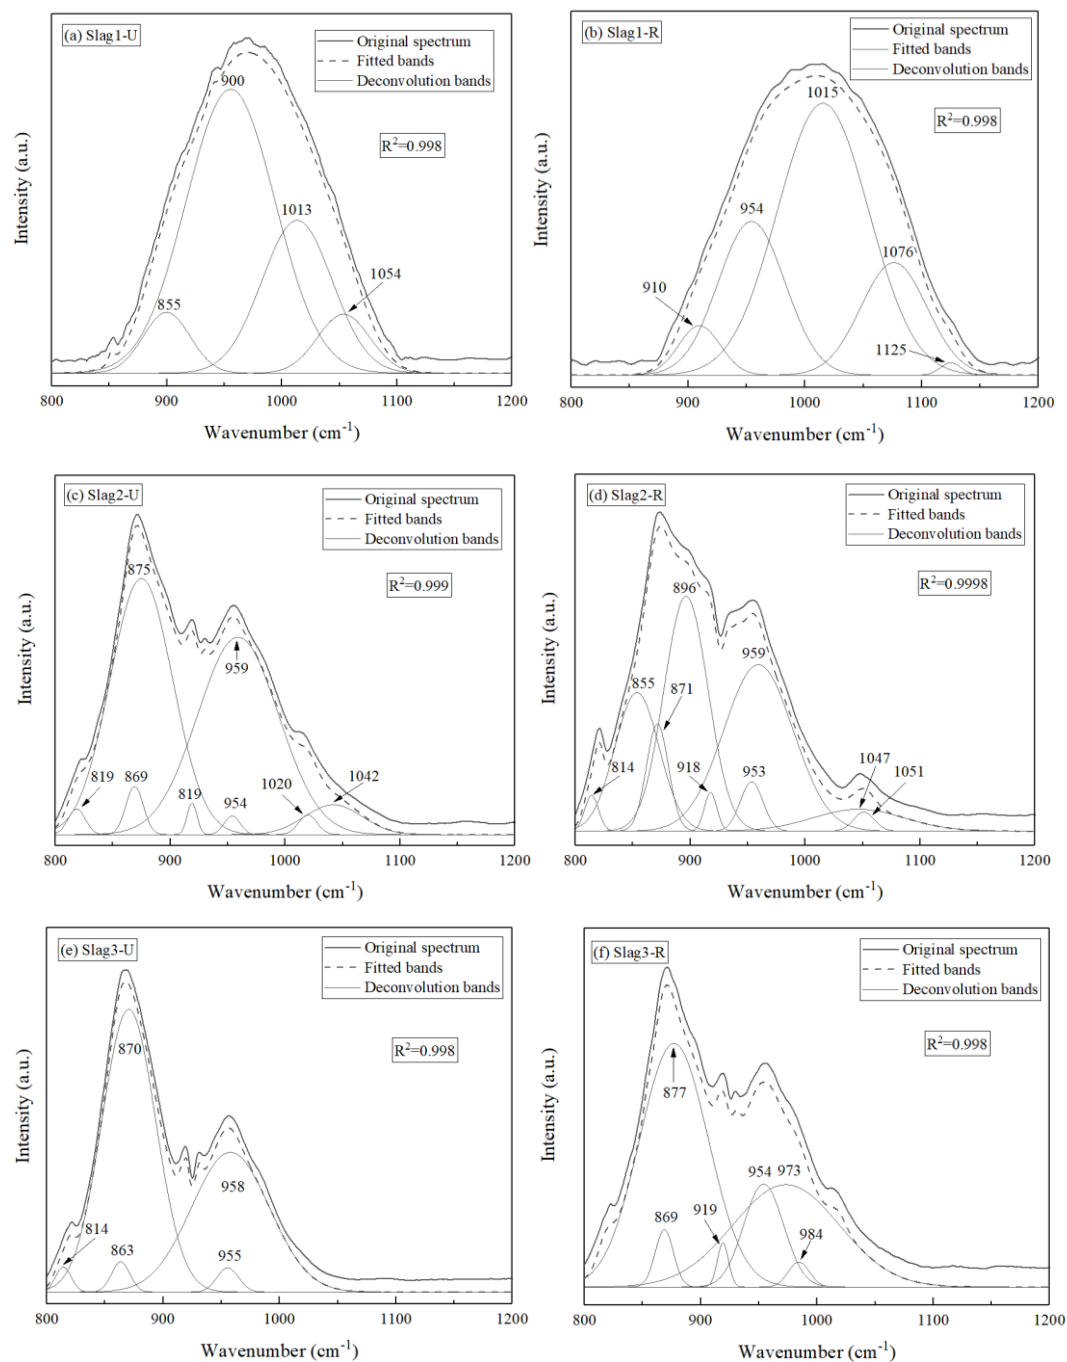 (a) Slag1-U
Original spectrum
Fitted bands
Deconvolution bands
R²=0.998
900
1013
1054
855
Intensity (a.u.)
800 900 1000 1100 1200
Wavenumber (cm⁻¹)
(b) Slag1-R
Original spectrum
Fitted bands
Deconvolution bands
R²=0.998
1015
954
1076
910
1125
Intensity (a.u.)
800 900 1000 1100 1200
Wavenumber (cm⁻¹)
(c) Slag2-U
Original spectrum
Fitted bands
Deconvolution bands
R²=0.999
875
959
819 869 819 954 1020 1042
Intensity (a.u.)
800 900 1000 1100 1200
Wavenumber (cm⁻¹)
(d) Slag2-R
Original spectrum
Fitted bands
Deconvolution bands
R²=0.9998
896
959
855 871
814 918 953 1047 1051
Intensity (a.u.)
800 900 1000 1100 1200
Wavenumber (cm⁻¹)
(e) Slag3-U
Original spectrum
Fitted bands
Deconvolution bands
R²=0.998
870
958
814 863 955
Intensity (a.u.)
800 900 1000 1100 1200
Wavenumber (cm⁻¹)
(f) Slag3-R
Original spectrum
Fitted bands
Deconvolution bands
R²=0.998
877
954 973
869 919 984
Intensity (a.u.)
800 900 1000 1100 1200
Wavenumber (cm⁻¹)